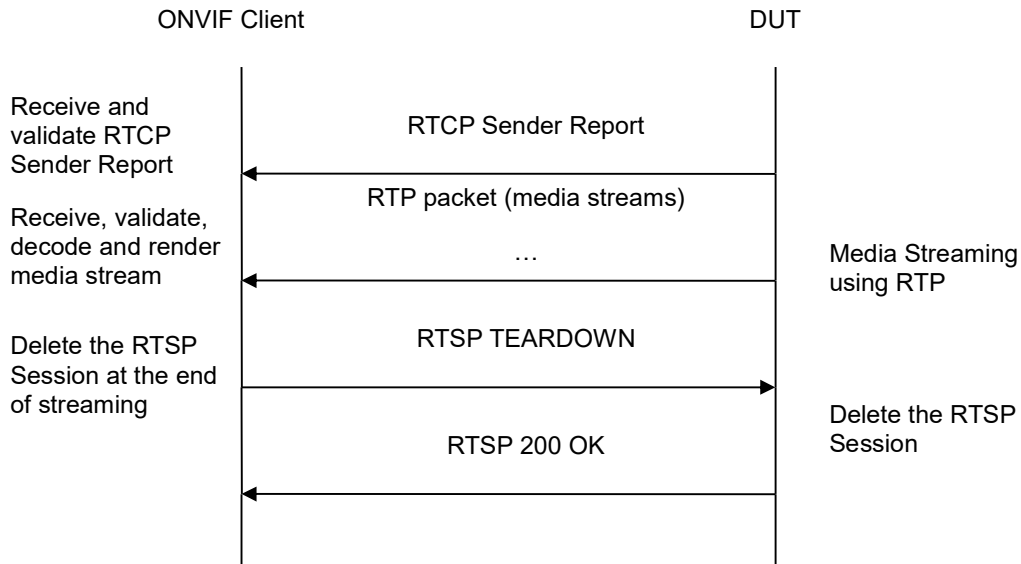 ONVIF Client
DUT
Receive and
validate RTCP
Sender Report
RTCP Sender Report
RTP packet (media streams)
Receive, validate,
decode and render
media stream
…
Media Streaming
using RTP
RTSP TEARDOWN
Delete the RTSP
Session at the end
of streaming
Delete the RTSP
Session
RTSP 200 OK